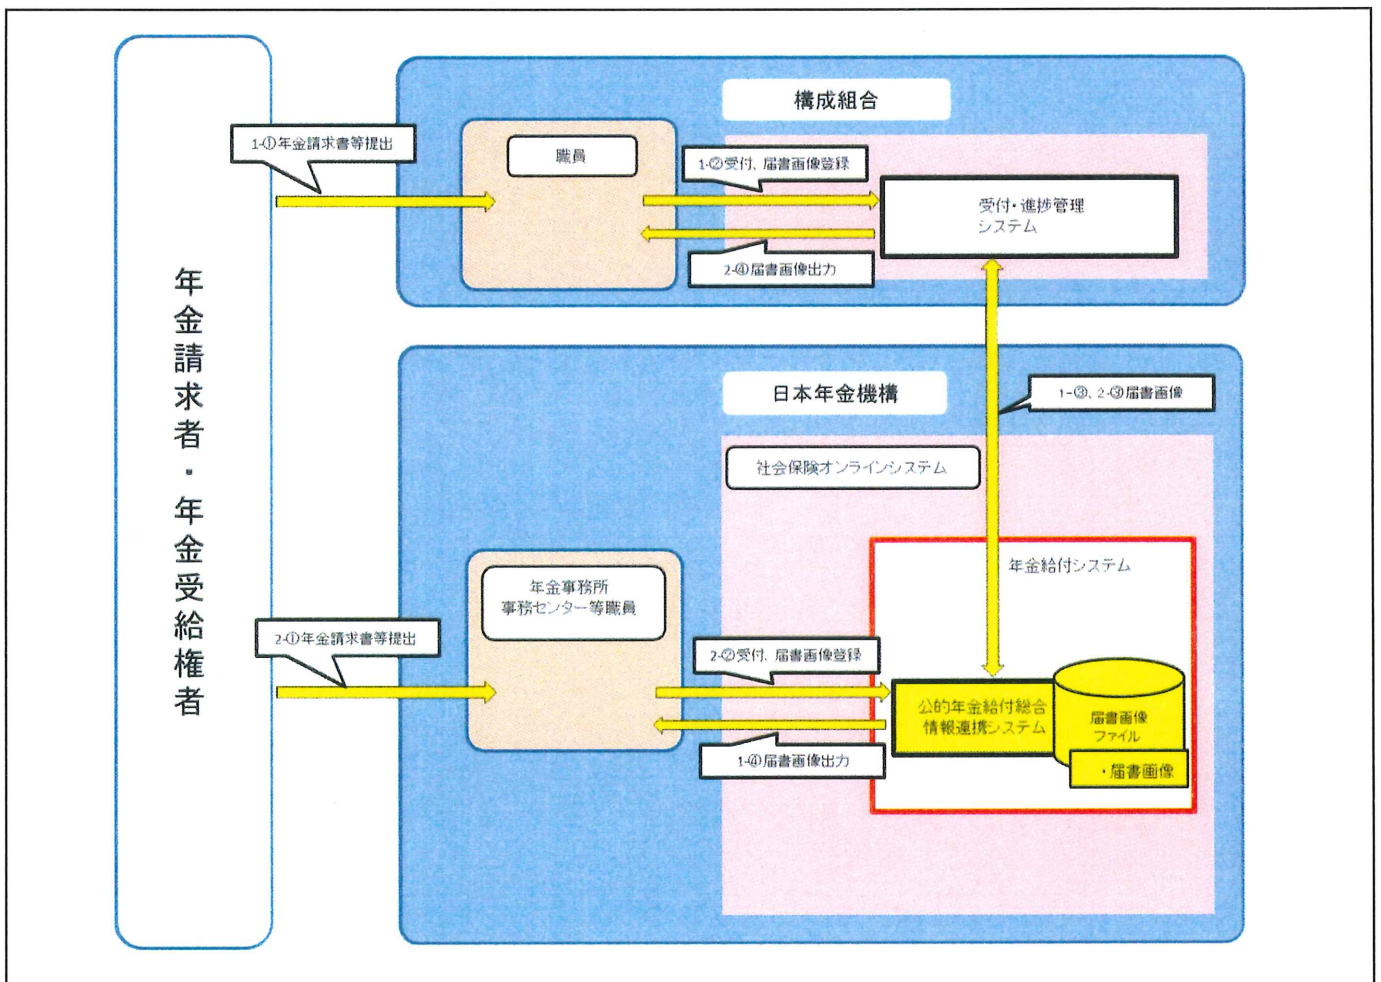 年金請求者・年金受給権者
構成組合
1-①年金請求書等提出
職員
1-②受付、届書画像登録
受付・進捗管理
システム
2-④届書画像出力
日本年金機構
1-③、2-③届書画像
社会保険オンラインシステム
年金給付システム
年金事務所
事務センター等職員
2-①年金請求書等提出
2-②受付、届書画像登録
公的年金給付総合
情報連携システム
届書画像
ファイル
・届書画像
1-④届書画像出力